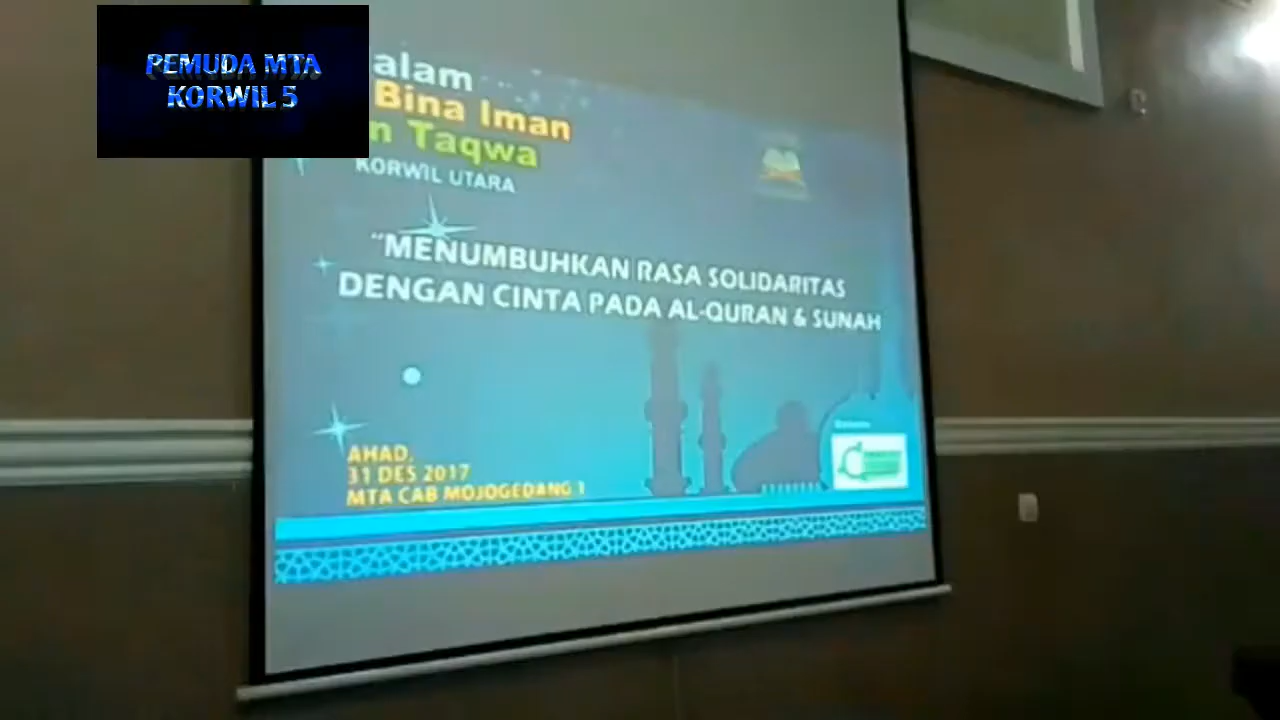 PEMUDA MTA
KORWIL 5
alam
Bina Iman
n Taqwa
KORWIL UTARA
"MENUMBUHKAN RASA SOLIDARITAS
DENGAN CINTA PADA AL-QURAN & SUNAH
AHAD,
31 DES 2017
MTA CAB MOJOGEDANG 1